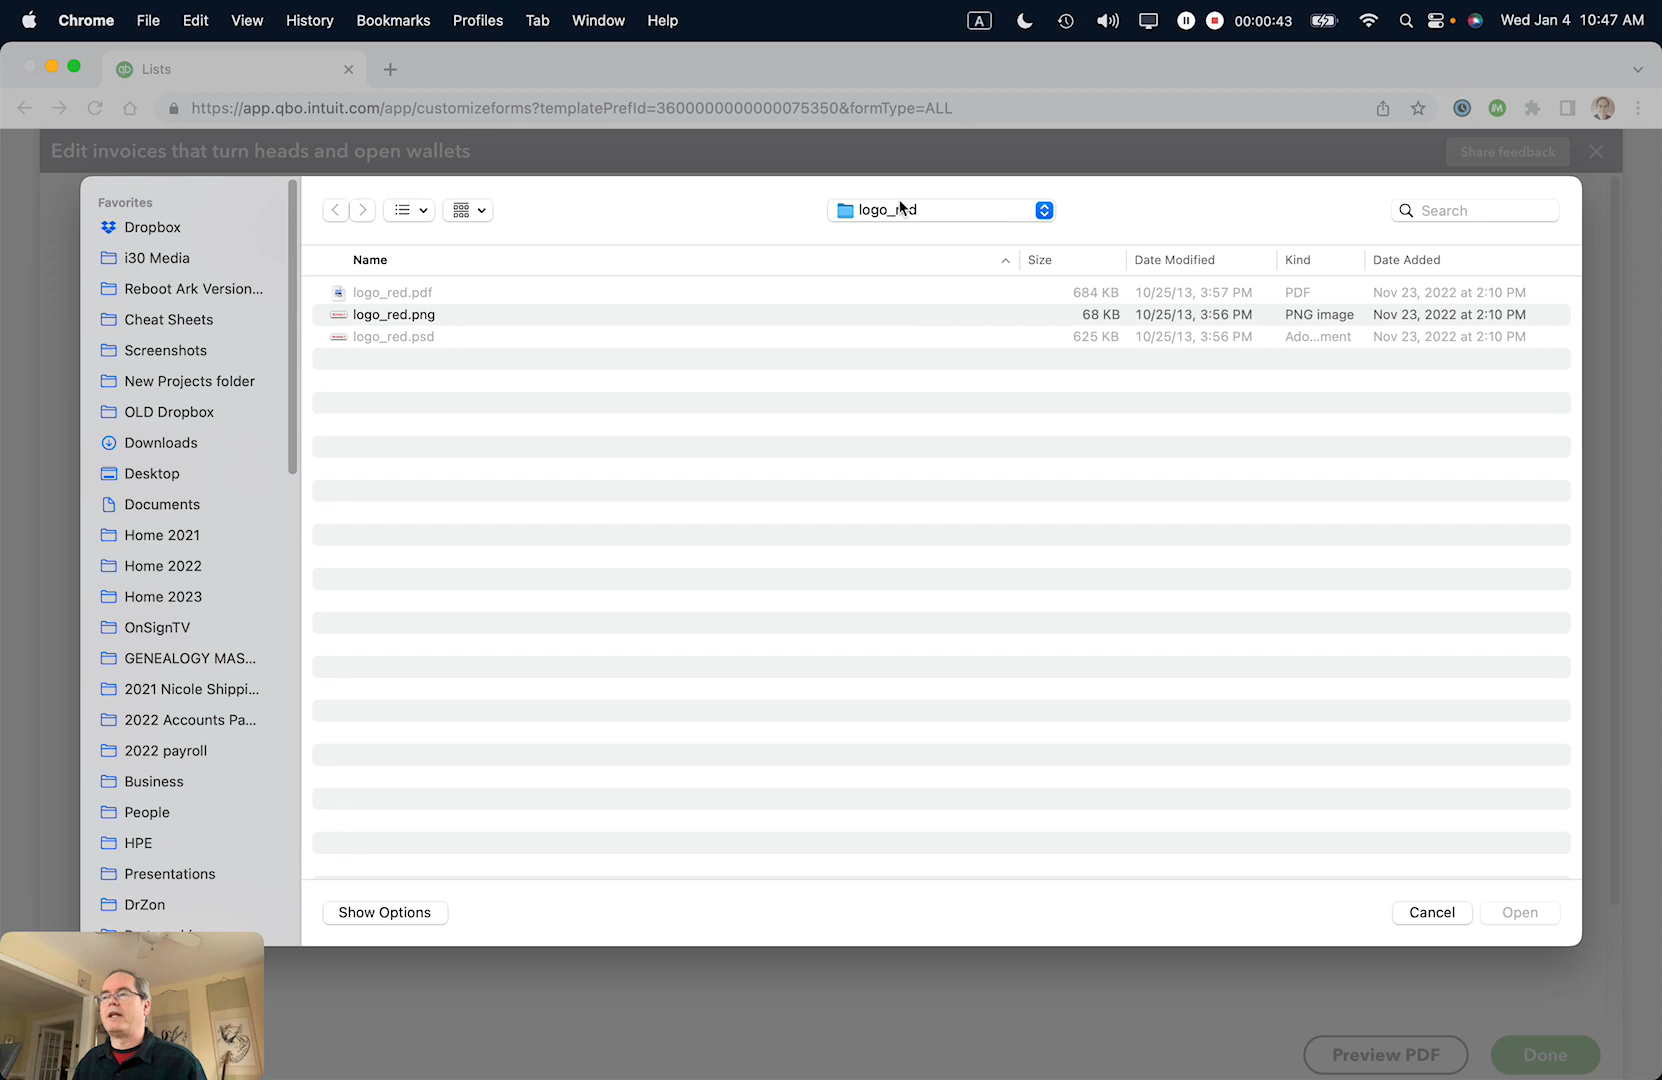 Chrome File Edit View History Bookmarks Profiles Tab Window Help
A 00:00:43 Wed Jan 4 10:47 AM
qb Lists
https://app.qbo.intuit.com/app/customizeforms?templatePrefId=3600000000000075350&formType=ALL
Edit invoices that turn heads and open wallets
Share feedback
Favorites
Dropbox
i30 Media
Reboot Ark Version...
Cheat Sheets
Screenshots
New Projects folder
OLD Dropbox
Downloads
Desktop
Documents
Home 2021
Home 2022
Home 2023
OnSignTV
GENEALOGY MAS...
2021 Nicole Shippi...
2022 Accounts Pa...
2022 payroll
Business
People
HPE
Presentations
DrZon
logo_red
Search
Name Size Date Modified Kind Date Added
logo_red.pdf 684 KB 10/25/13, 3:57 PM PDF Nov 23, 2022 at 2:10 PM
logo_red.png 68 KB 10/25/13, 3:56 PM PNG image Nov 23, 2022 at 2:10 PM
logo_red.psd 625 KB 10/25/13, 3:56 PM Ado...ment Nov 23, 2022 at 2:10 PM
Show Options
Cancel Open
Preview PDF Done